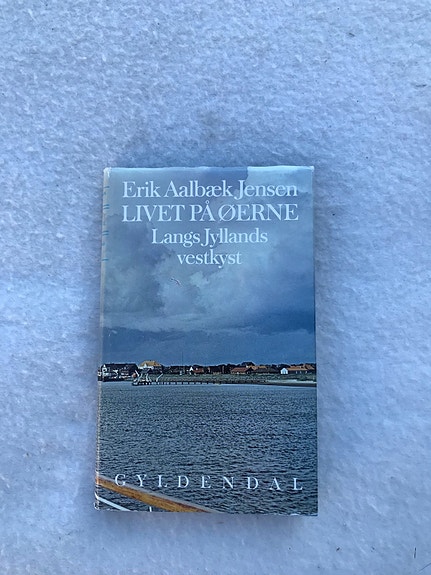 Erik Aalbæk Jensen
LIVET PÅ ØERNE
Langs Jyllands
vestkyst
GYLDENDAL